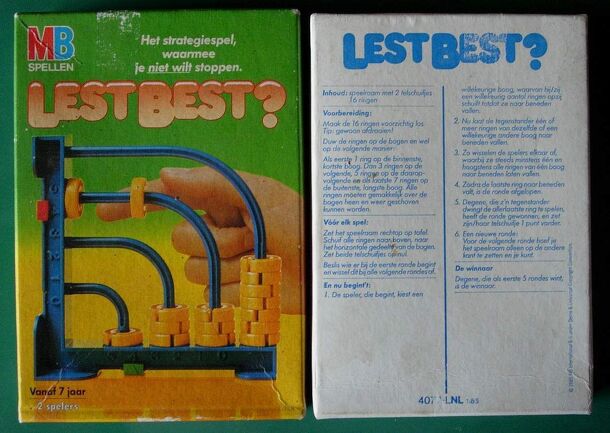 MB
SPELLEN
Het strategiespel,
waarmee
je niet wilt stoppen.
LEST BEST?
Vanaf 7 jaar
2 spelers
LEST BEST?
Inhoud: speelraam met 2 telschuifjes
16 ringen
Voorbereiding:
Maak de 16 ringen voorzichtig los
Tip: gewoon afdraaien!
Duw de ringen op de bogen en wel
op de volgende manier:
Als eerste 1 ring op de binnenste,
kortste boog. Dan 3 ringen op de
volgende, 5 ringen op de daarop-
volgende en als laatste 7 ringen op
de buitenste, langste boog. Alle
ringen moeten gemakkelijk over de
bogen heen en weer geschoven
kunnen worden.
Vóór elk spel:
Zet het speelraam rechtop op tafel.
Schuif alle ringen naar boven, naar
het horizontale gedeelte van de bogen.
Zet beide telschuifjes op nul.
Beslis wie er bij de eerste ronde begint
en wissel dit bij alle volgende rondes af.
En nu begint't:
1. De speler, die begint, kiest een
willekeurige boog, waarvan hij/zij
een willekeurig aantal ringen opzij
schuift totdat ze naar beneden
vallen.
2. Nu laat de tegenstander één of
meer ringen van dezelfde of een
willekeurig andere boog naar
beneden vallen.
3. Zo wisselen de spelers elkaar af,
waarbij ze steeds minstens één en
hoogstens alle ringen van één boog
naar beneden laten vallen.
4. Zodra de laatste ring naar beneden
valt, is de ronde afgelopen.
5. Degene, die z'n tegenstander
dwingt de allerlaatste ring te spelen,
heeft de ronde gewonnen, en zet
zijn/haar telschuifje 1 punt verder.
6. Een nieuwe ronde:
Voor de volgende ronde hoef je
het speelraam alleen op de andere
kant te zetten en je kunt.
De winnaar
Degene, die als eerste 5 rondes wint,
is de winnaar.
LNL 185